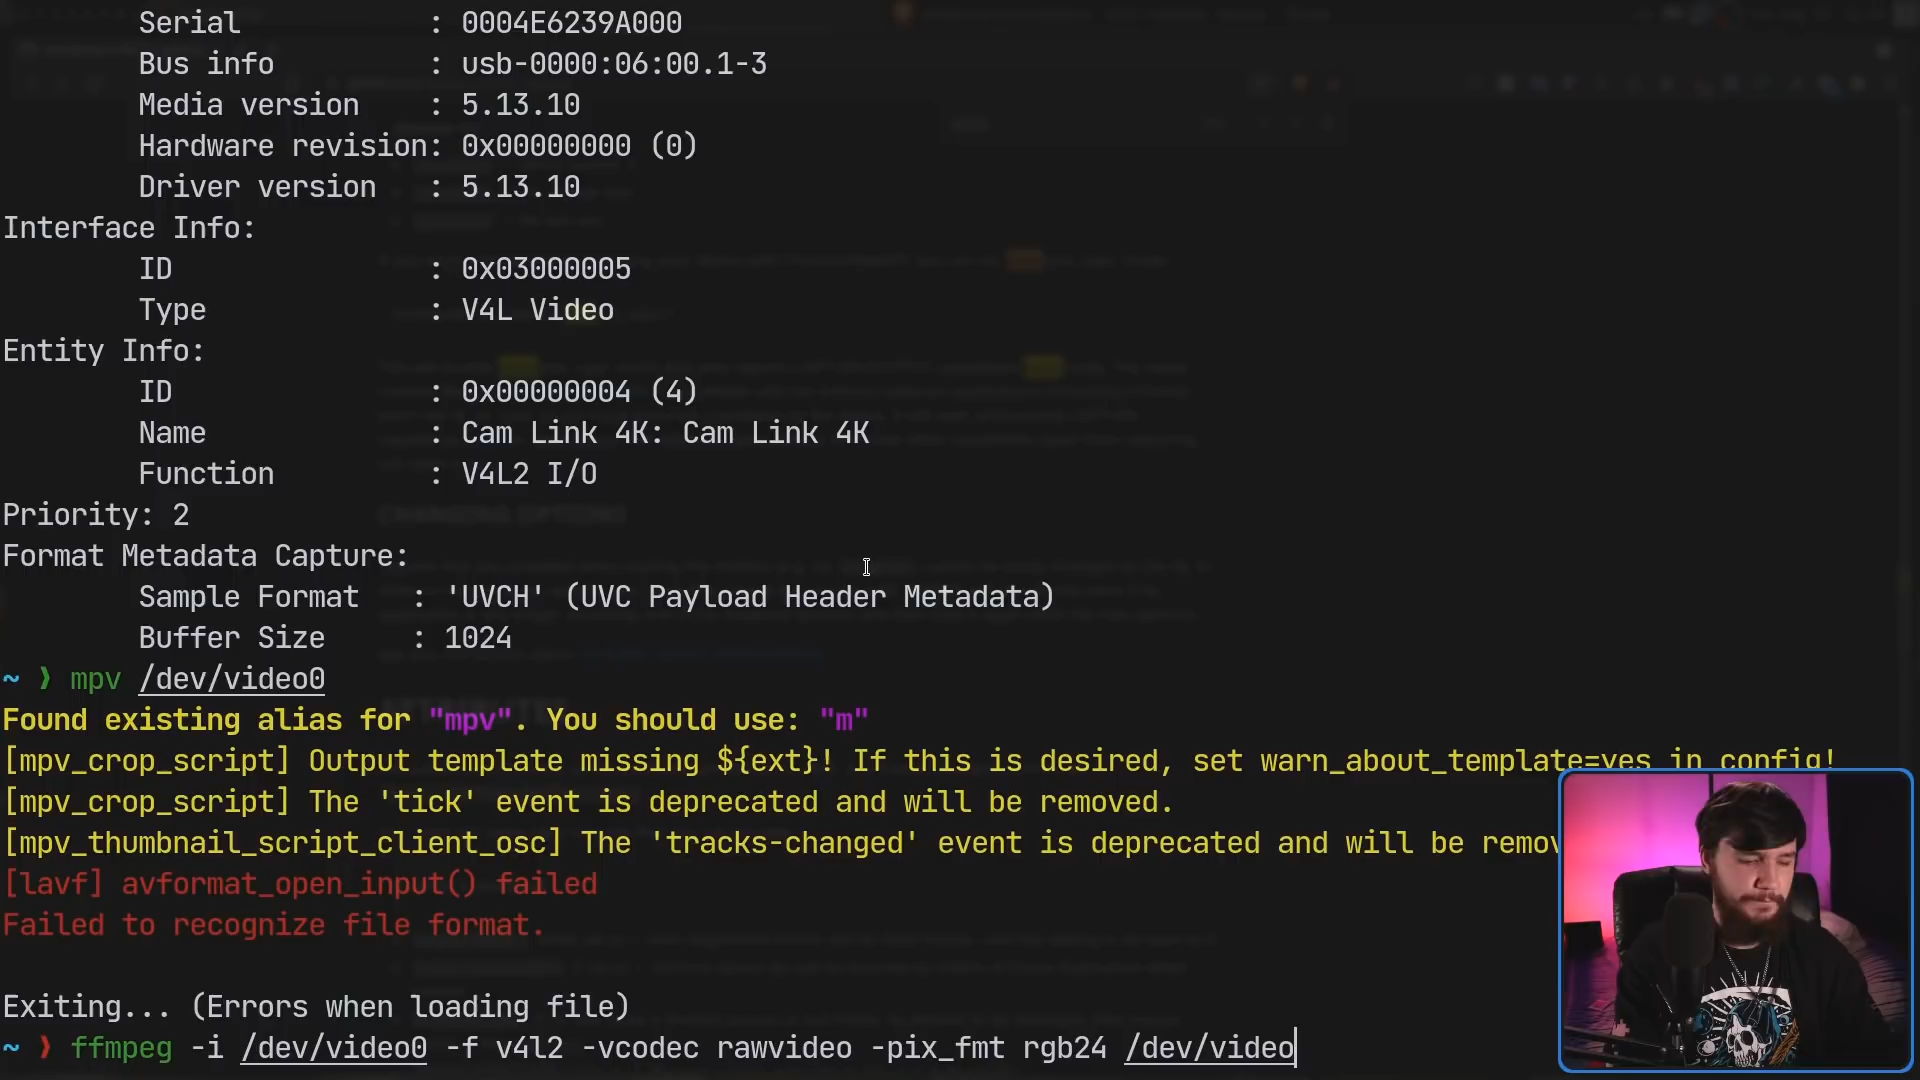 Serial : 0004E6239A000
Bus info : usb-0000:06:00.1-3
Media version : 5.13.10
Hardware revision: 0x00000000 (0)
Driver version : 5.13.10
Interface Info:
ID : 0x03000005
Type : V4L Video
Entity Info:
ID : 0x00000004 (4)
Name : Cam Link 4K: Cam Link 4K
Function : V4L2 I/O
Priority: 2
Format Metadata Capture:
Sample Format : 'UVCH' (UVC Payload Header Metadata)
Buffer Size : 1024
~ ❯ mpv /dev/video0
Found existing alias for "mpv". You should use: "m"
[mpv_crop_script] Output template missing ${ext}! If this is desired, set warn_about_template=yes in config!
[mpv_crop_script] The 'tick' event is deprecated and will be removed.
[mpv_thumbnail_script_client_osc] The 'tracks-changed' event is deprecated and will be remov
[lavf] avformat_open_input() failed
Failed to recognize file format.
Exiting... (Errors when loading file)
~ ❯ ffmpeg -i /dev/video0 -f v4l2 -vcodec rawvideo -pix_fmt rgb24 /dev/video